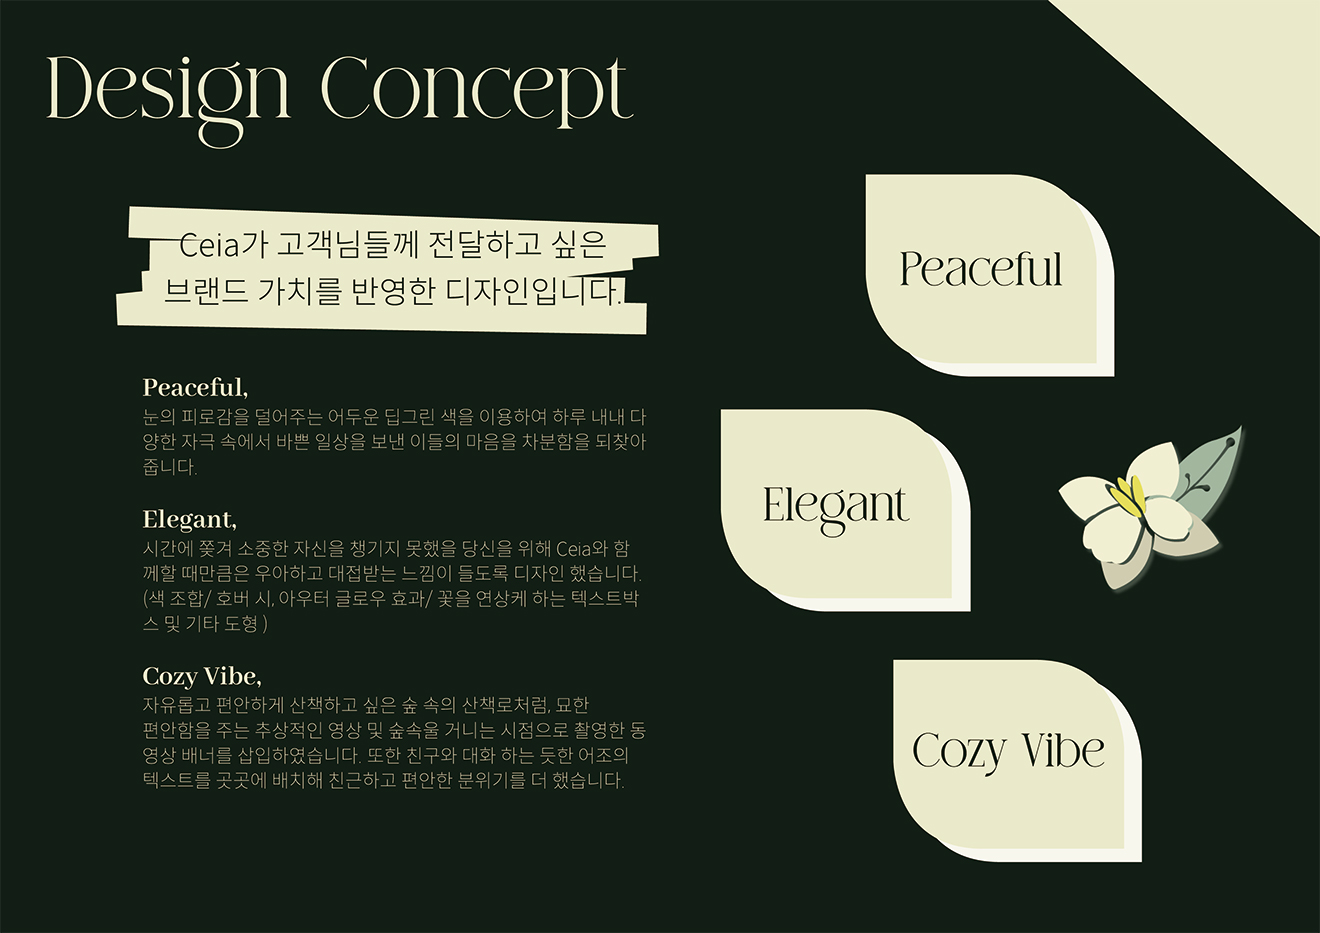 Design Concept
Ceia가 고객님들께 전달하고 싶은
브랜드 가치를 반영한 디자인입니다.
Peaceful,
눈의 피로감을 덜어주는 어두운 딥그린 색을 이용하여 하루 내내 다
양한 자극 속에서 바쁜 일상을 보낸 이들의 마음을 차분함을 되찾아
줍니다.
Elegant,
시간에 쫒겨 소중한 자신을 챙기지 못했을 당신을 위해 Ceia와 함
께할 때만큼은 우아하고 대접받는 느낌이 들도록 디자인 했습니다.
(색 조합/ 호버 시, 아우터 글로우 효과/ 꽃을 연상케 하는 텍스트박
스 및 기타 도형 )
Cozy Vibe,
자유롭고 편안하게 산책하고 싶은 숲 속의 산책로처럼, 묘한
편안함을 주는 추상적인 영상 및 숲속울 거니는 시점으로 촬영한 동
영상 배너를 삽입하였습니다. 또한 친구와 대화 하는 듯한 어조의
텍스트를 곳곳에 배치해 친근하고 편안한 분위기를 더 했습니다.
Peaceful
Elegant
Cozy Vibe